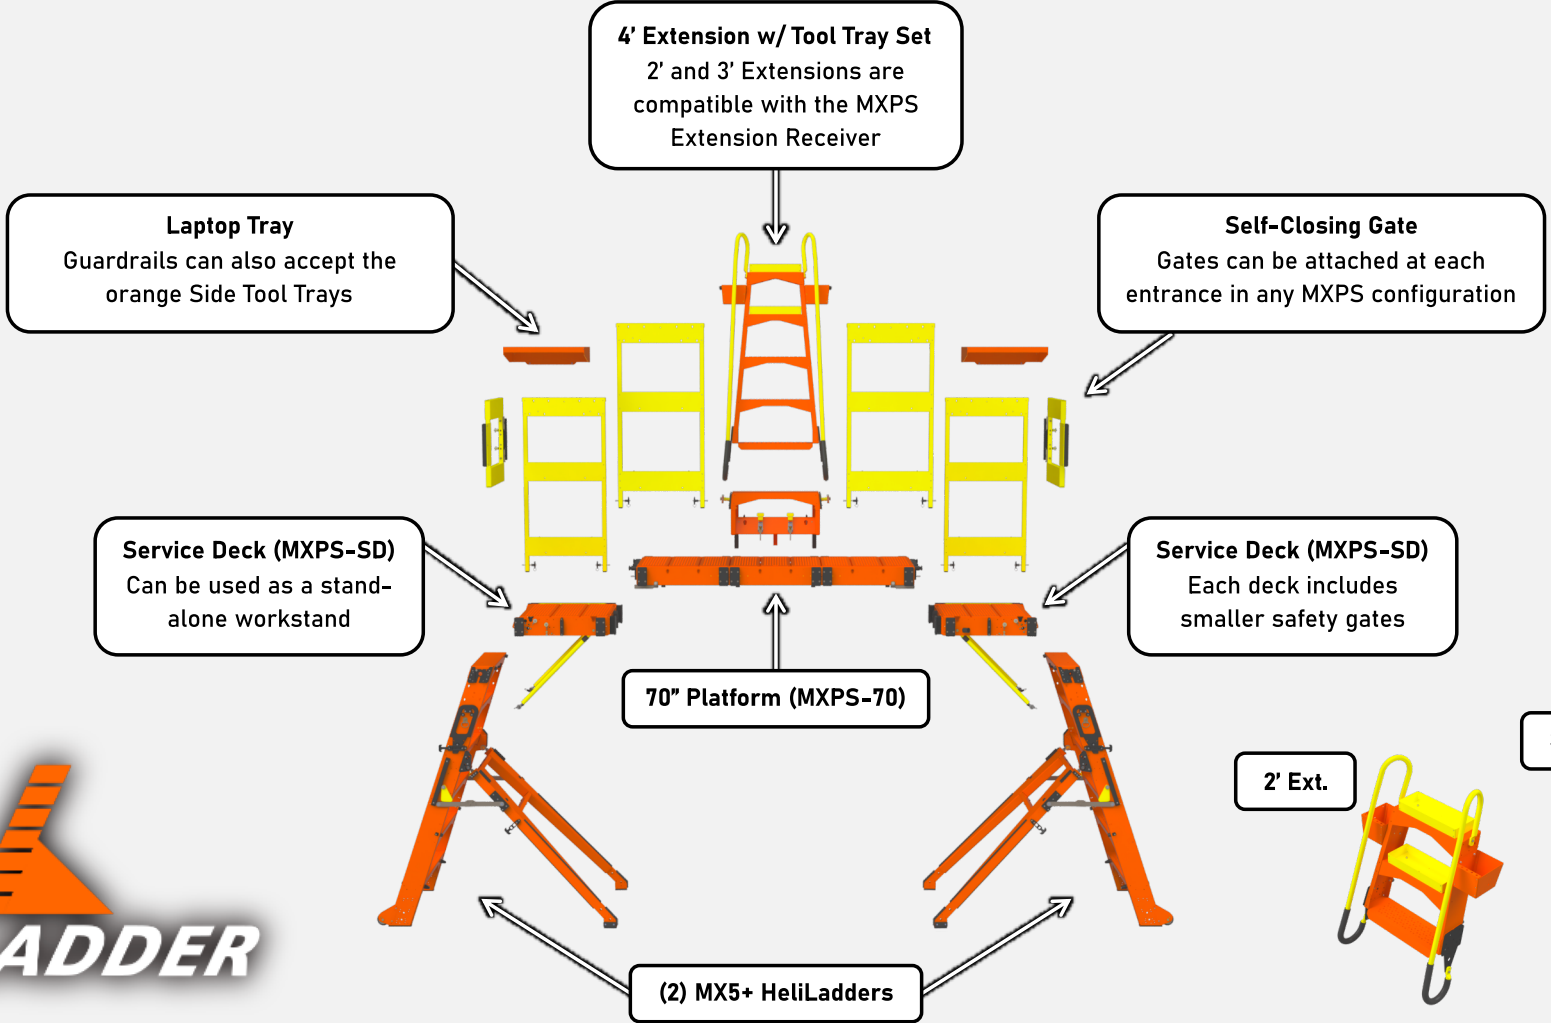 4’ Extension w/ Tool Tray Set
2’ and 3’ Extensions are
compatible with the MXPS
Extension Receiver
Laptop Tray
Guardrails can also accept the
orange Side Tool Trays
Self-Closing Gate
Gates can be attached at each
entrance in any MXPS configuration
Service Deck (MXPS-SD)
Can be used as a stand-
alone workstand
Service Deck (MXPS-SD)
Each deck includes
smaller safety gates
70” Platform (MXPS-70)
2’ Ext.
ADDER
(2) MX5+ HeliLadders